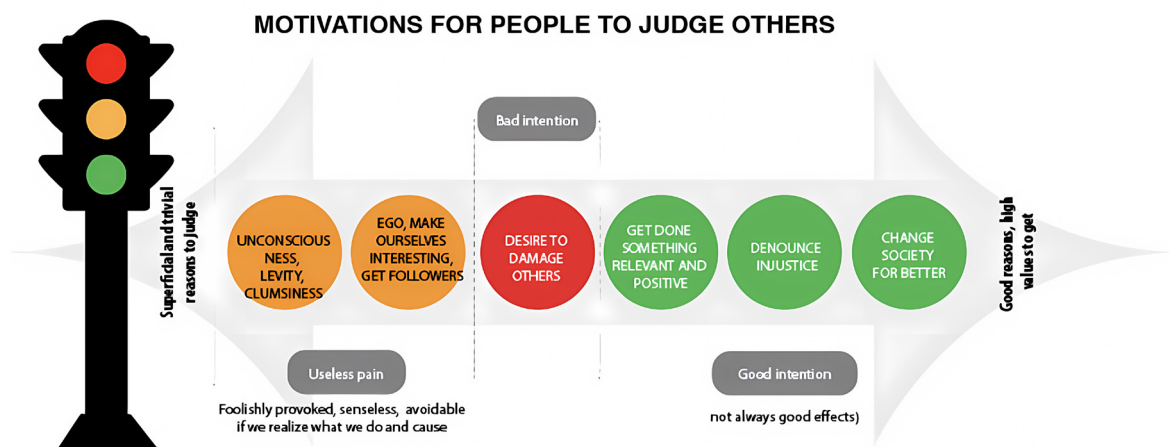 MOTIVATIONS FOR PEOPLE TO JUDGE OTHERS
Bad intention
Superficial and trivial
reasons to judge
UNCONSCIOUS
NESS,
LEVITY,
CLUMSINESS
EGO, MAKE
OURSELVES
INTERESTING,
GET FOLLOWERS
DESIRE TO
DAMAGE
OTHERS
GET DONE
SOMETHING
RELEVANT AND
POSITIVE
DENOUNCE
INJUSTICE
CHANGE
SOCIETY
FOR BETTER
Good reasons, high
values to get
Useless pain
Foolishly provoked, senseless, avoidable
if we realize what we do and cause
Good intention
not always good effects)